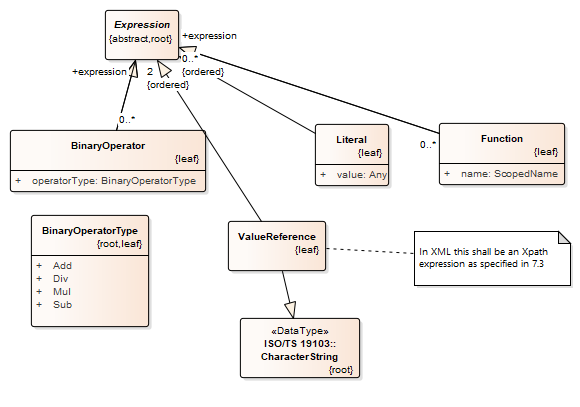 Expression
{abstract,root}
+expression
+expression
2
{ordered}
0..*
{ordered}
0..*
0..*
BinaryOperator
{leaf}
+ operatorType: BinaryOperatorType
Literal
{leaf}
+ value: Any
Function
{leaf}
+ name: ScopedName
BinaryOperatorType
{root,leaf}
+ Add
+ Div
+ Mul
+ Sub
ValueReference
{leaf}
In XML this shall be an Xpath
expression as specified in 7.3
«DataType»
ISO/TS 19103::
CharacterString
{root}